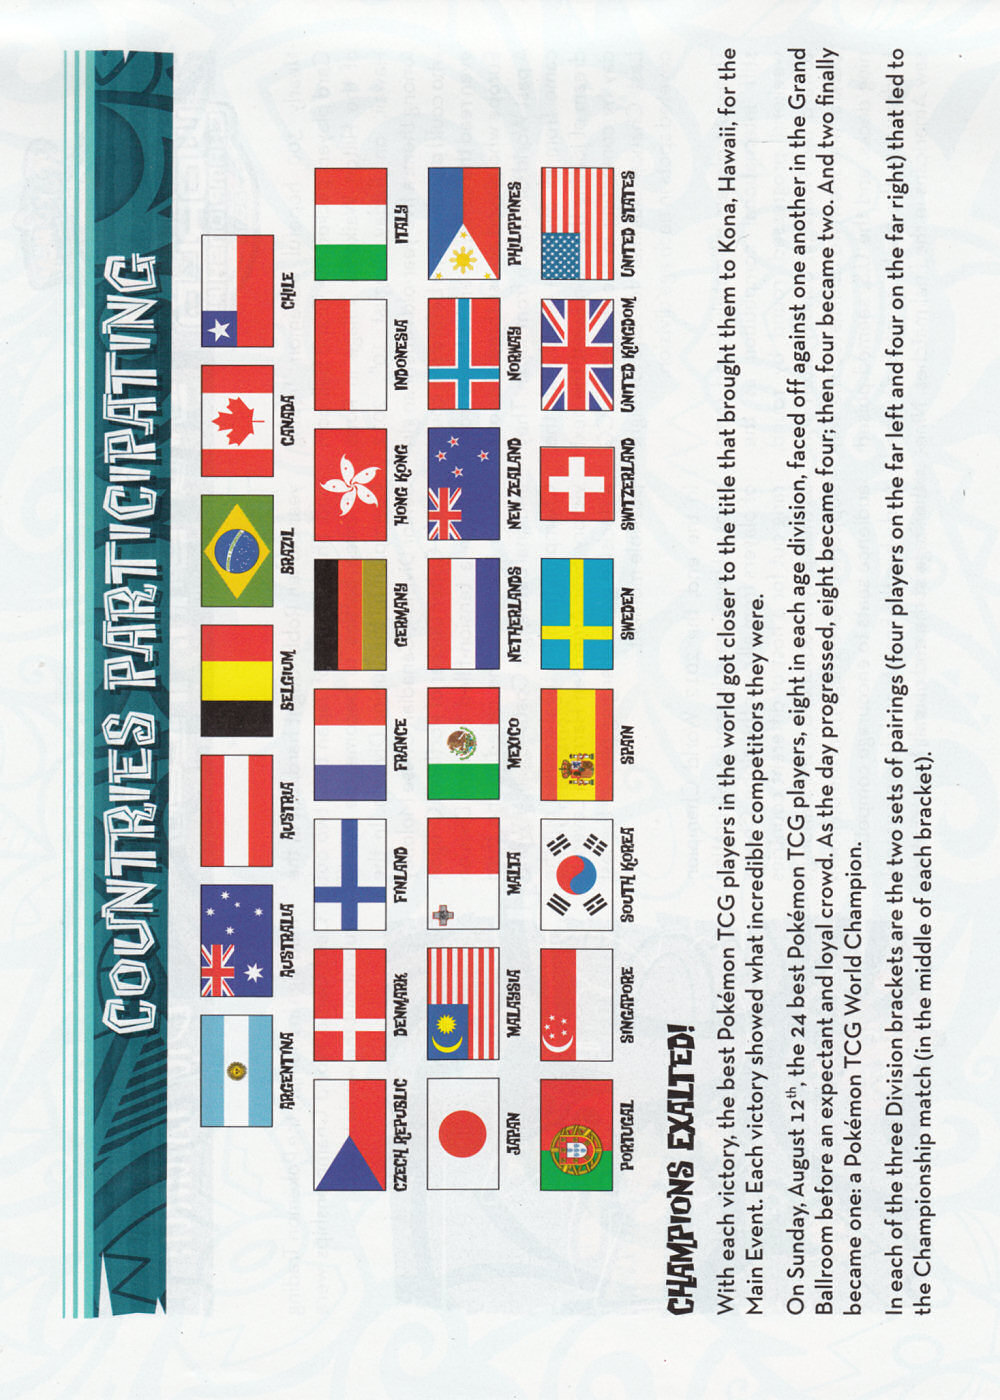 COUNTRIES PARTICIPATING
ARGENTINA AUSTRALIA AUSTRIA BELGIUM BRAZIL CANADA CHILE
CZECH REPUBLIC DENMARK FINLAND FRANCE GERMANY HONG KONG INDONESIA ITALY
JAPAN MALAYSIA MALTA MEXICO NETHERLANDS NEW ZEALAND NORWAY PHILIPPINES
PORTUGAL SINGAPORE SOUTH KOREA SPAIN SWEDEN SWITZERLAND UNITED KINGDOM UNITED STATES
CHAMPIONS EXALTED!
With each victory, the best Pokémon TCG players in the world got closer to the title that brought them to Kona, Hawaii, for the
Main Event. Each victory showed what incredible competitors they were.
On Sunday, August 12th, the 24 best Pokémon TCG players, eight in each age division, faced off against one another in the Grand
Ballroom before an expectant and loyal crowd. As the day progressed, eight became four; then four became two. And two finally
became one: a Pokémon TCG World Champion.
In each of the three Division brackets are the two sets of pairings (four players on the far left and four on the far right) that led to
the Championship match (in the middle of each bracket).